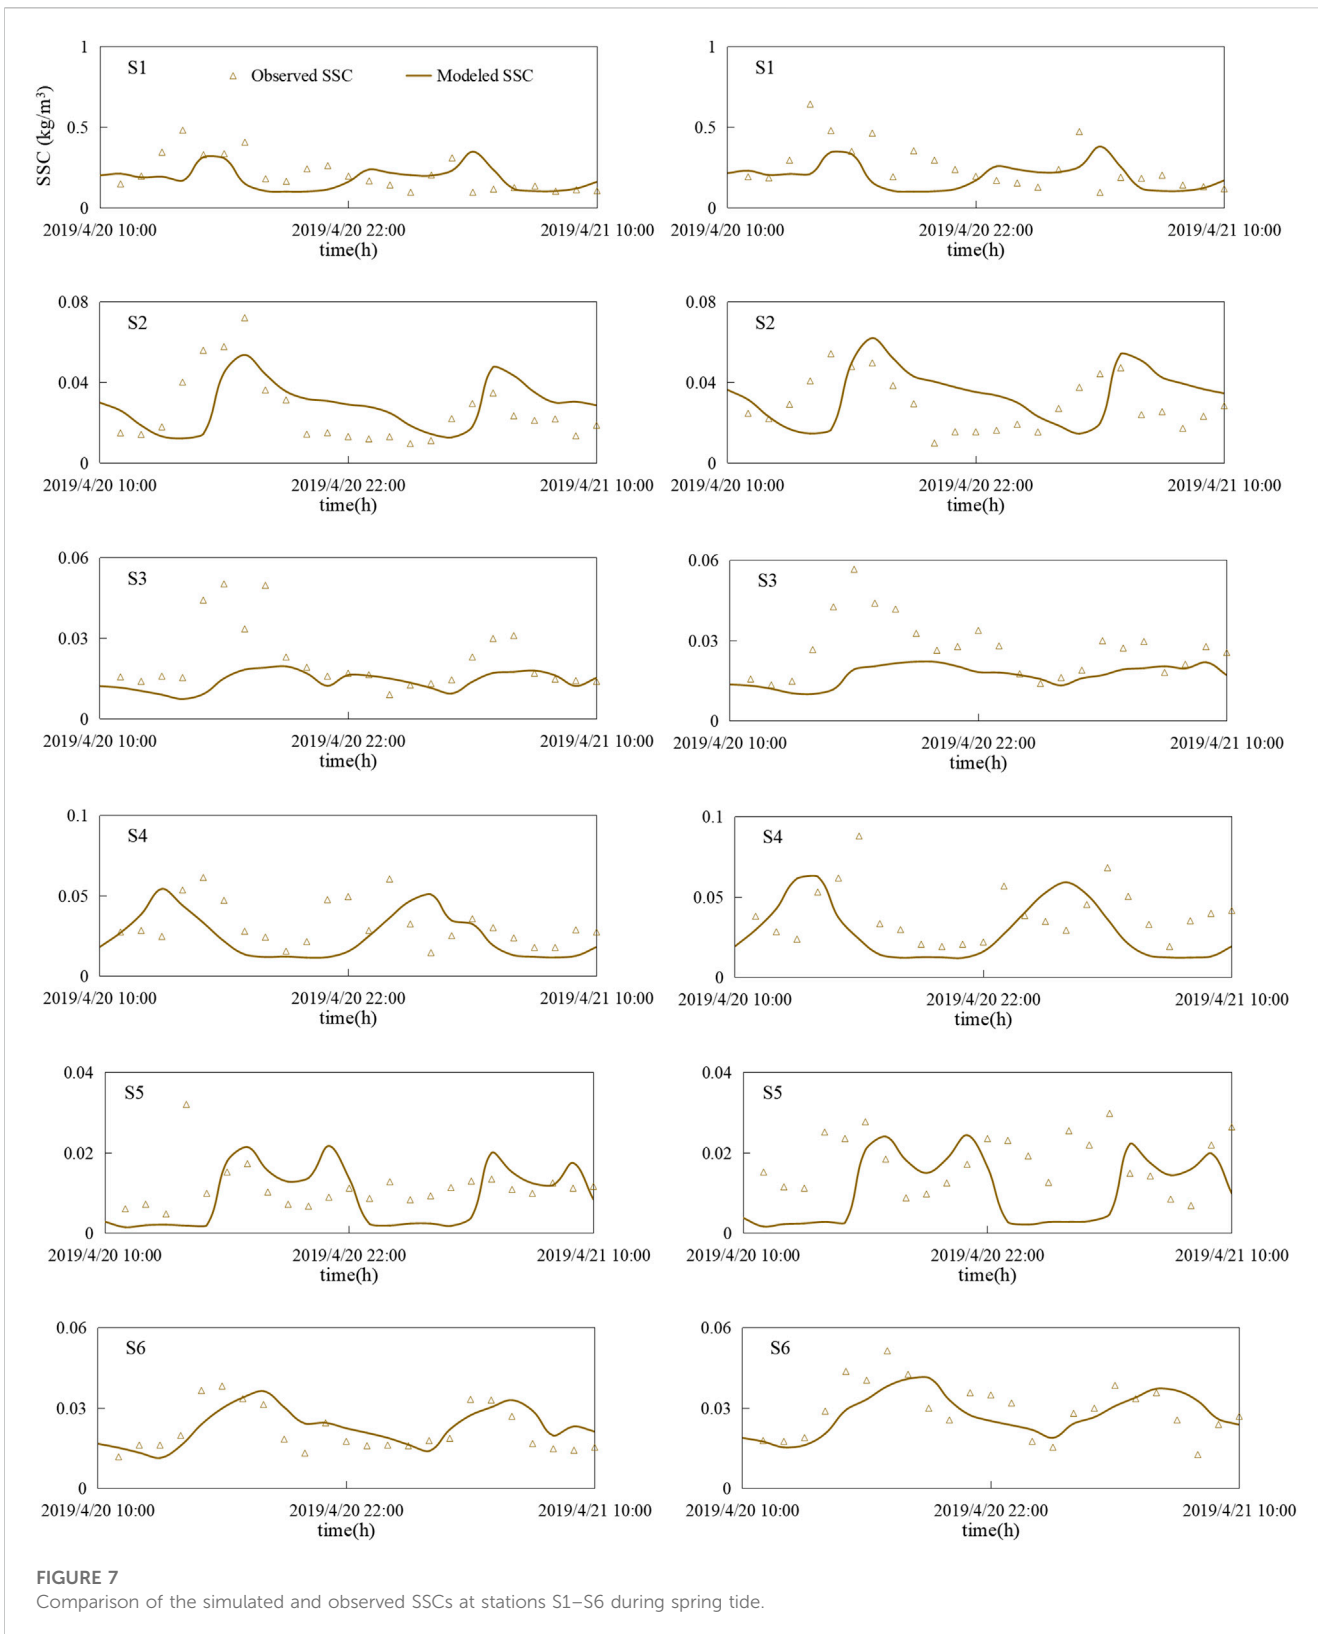 1
S1
Observed SSC
Modeled SSC
SSC (kg/m³)
0.5
0
2019/4/20 10:00
2019/4/20 22:00
2019/4/21 10:00
time(h)
1
S1
0.5
0
2019/4/20 10:00
2019/4/20 22:00
2019/4/21 10:00
time(h)
0.08
S2
0.04
0
2019/4/20 10:00
2019/4/20 22:00
2019/4/21 10:00
time(h)
0.08
S2
0.04
0
2019/4/20 10:00
2019/4/20 22:00
2019/4/21 10:00
time(h)
0.06
S3
0.03
0
2019/4/20 10:00
2019/4/20 22:00
2019/4/21 10:00
time(h)
0.06
S3
0.03
0
2019/4/20 10:00
2019/4/20 22:00
2019/4/21 10:00
time(h)
0.1
S4
0.05
0
2019/4/20 10:00
2019/4/20 22:00
2019/4/21 10:00
time(h)
0.1
S4
0.05
0
2019/4/20 10:00
2019/4/20 22:00
2019/4/21 10:00
time(h)
0.04
S5
0.02
0
2019/4/20 10:00
2019/4/20 22:00
2019/4/21 10:00
time(h)
0.04
S5
0.02
0
2019/4/20 10:00
2019/4/20 22:00
2019/4/21 10:00
time(h)
0.06
S6
0.03
0
2019/4/20 10:00
2019/4/20 22:00
2019/4/21 10:00
time(h)
0.06
S6
0.03
0
2019/4/20 10:00
2019/4/20 22:00
2019/4/21 10:00
time(h)
FIGURE 7
Comparison of the simulated and observed SSCs at stations S1–S6 during spring tide.